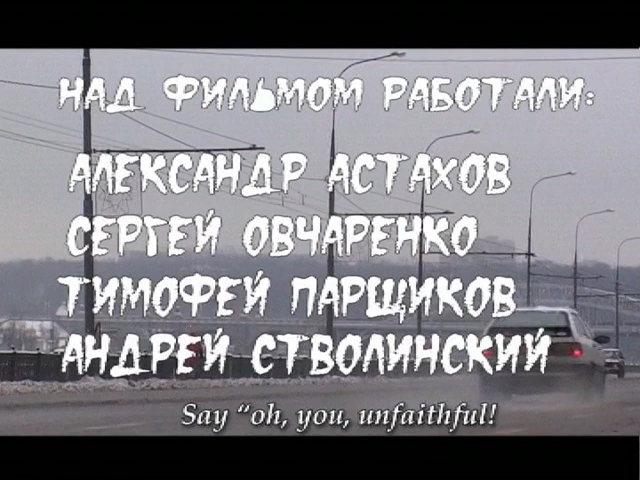 НАД ФИЛЬМОМ РАБОТАЛИ:
АЛЕКСАНДР АСТАХОВ
СЕРГЕЙ ОВЧАРЕНКО
ТИМОФЕЙ ПАРЩИКОВ
АНДРЕЙ СТВОЛИНСКИЙ
Say “oh, you, unfaithful!